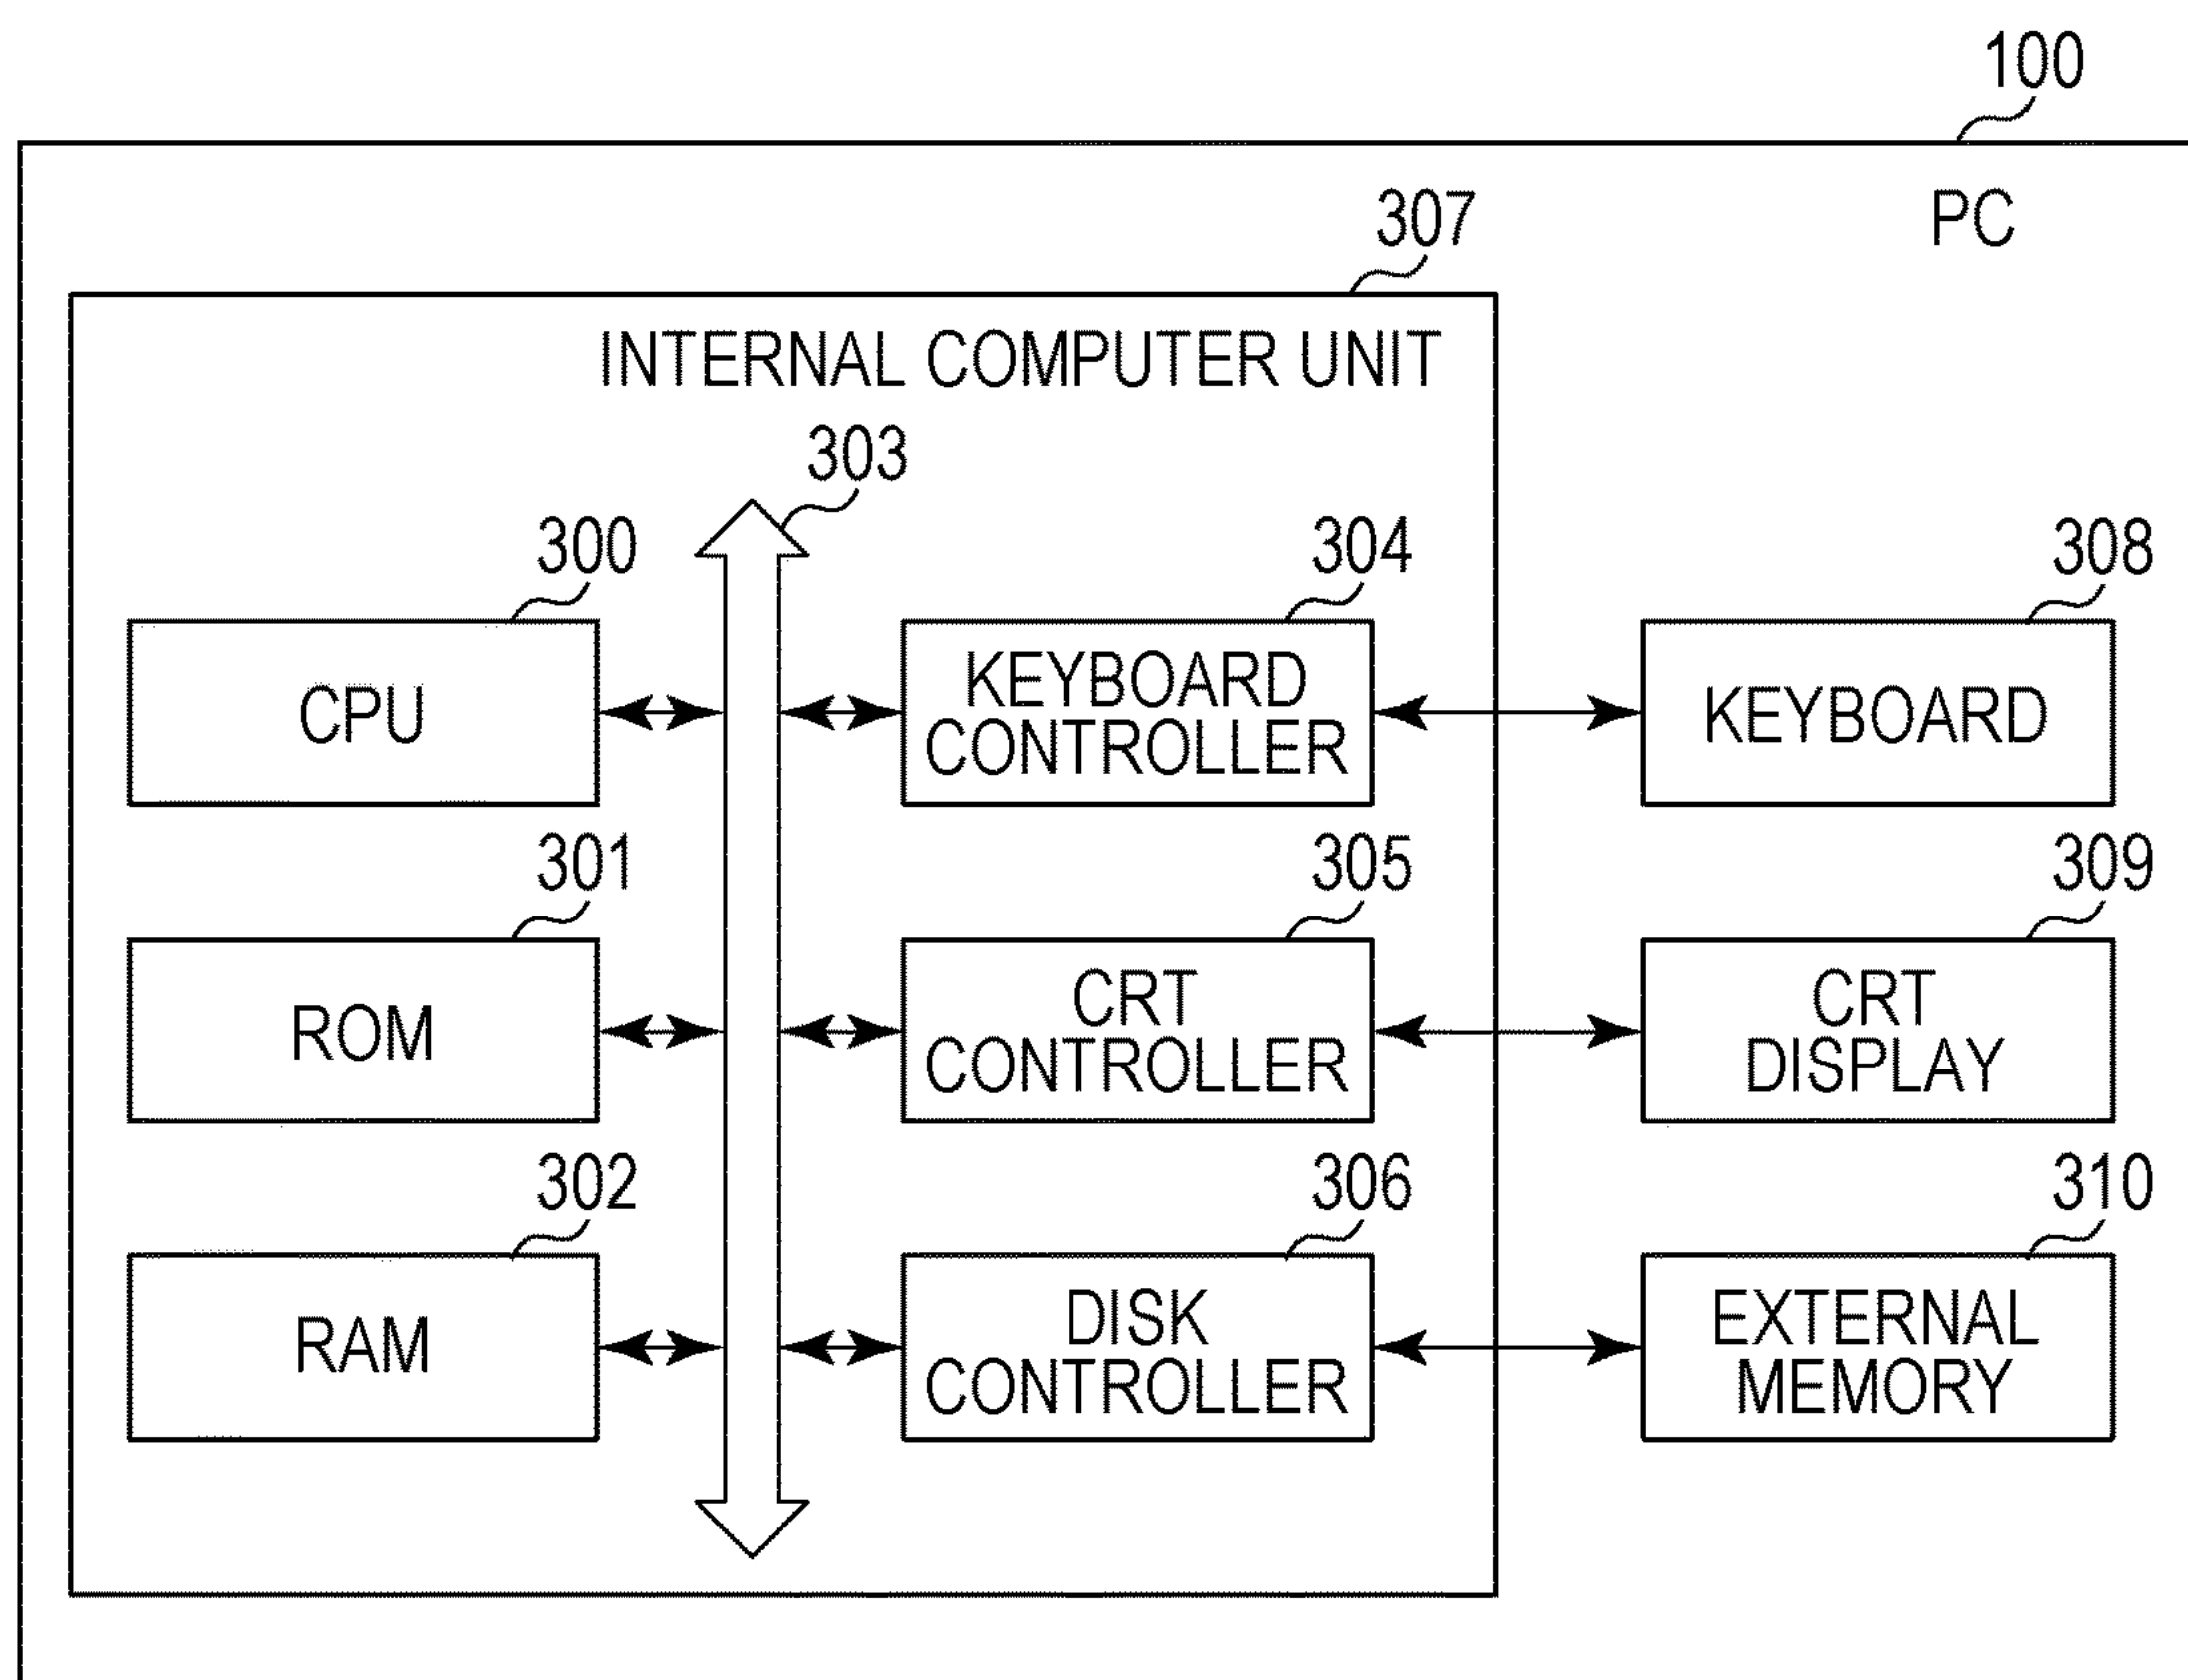 100
PC
307
INTERNAL COMPUTER UNIT
303
300
304
308
CPU
KEYBOARD
CONTROLLER
KEYBOARD
301
305
309
ROM
CRT
CONTROLLER
CRT
DISPLAY
302
306
310
RAM
DISK
CONTROLLER
EXTERNAL
MEMORY